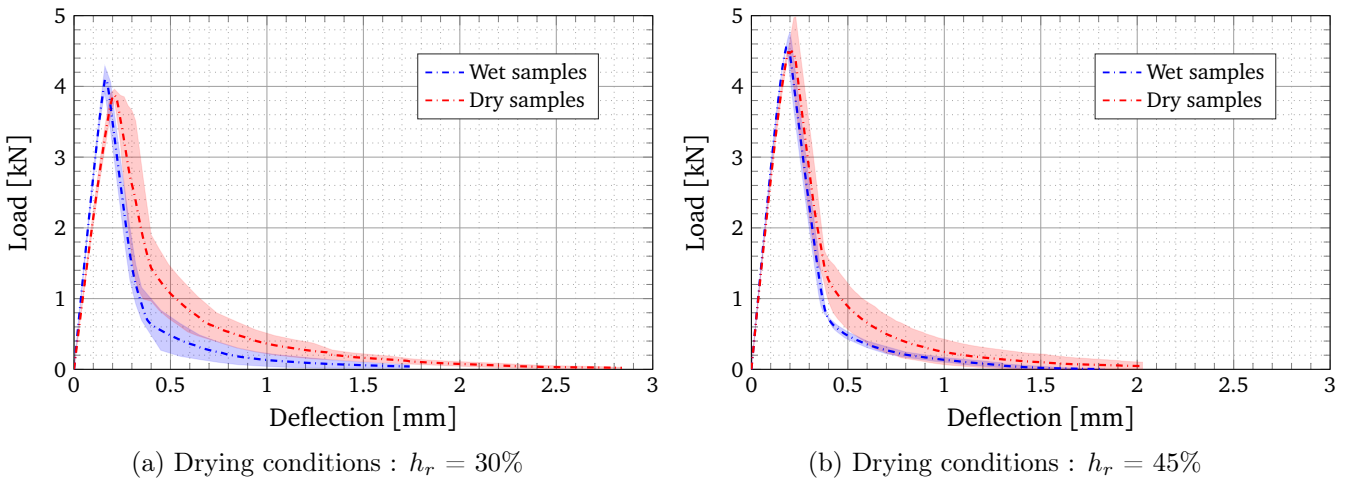 5
4
3
2
1
0
0 0.5 1 1.5 2 2.5 3
Load [kN]
Deflection [mm]
Wet samples
Dry samples
(a) Drying conditions : h_r = 30%
5
4
3
2
1
0
0 0.5 1 1.5 2 2.5 3
Load [kN]
Deflection [mm]
Wet samples
Dry samples
(b) Drying conditions : h_r = 45%